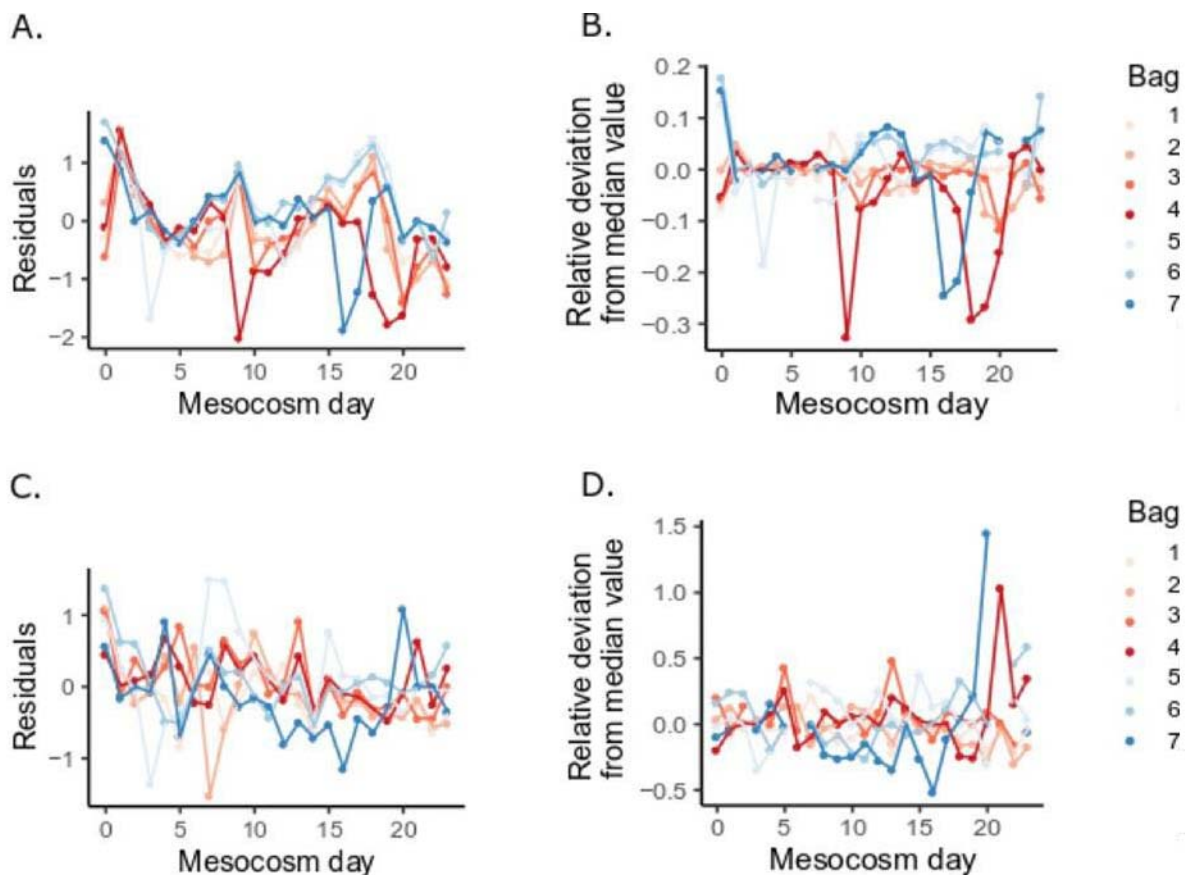 A.
Residuals
1
0
−1
−2
0 5 10 15 20
Mesocosm day
B.
Relative deviation
from median value
0.2
0.1
0.0
−0.1
−0.2
−0.3
0 5 10 15 20
Mesocosm day
Bag
1
2
3
4
5
6
7
C.
Residuals
1
0
−1
0 5 10 15 20
Mesocosm day
D.
Relative deviation
from median value
1.5
1.0
0.5
0.0
−0.5
0 5 10 15 20
Mesocosm day
Bag
1
2
3
4
5
6
7